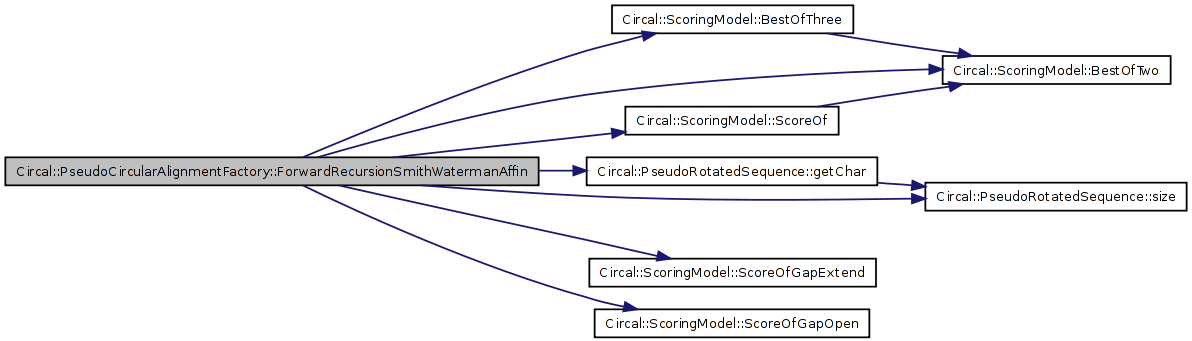 Circal::ScoringModel::BestOfThree
Circal::ScoringModel::BestOfTwo
Circal::ScoringModel::ScoreOf
Circal::PseudoCircularAlignmentFactory::ForwardRecursionSmithWatermanAffin
Circal::PseudoRotatedSequence::getChar
Circal::PseudoRotatedSequence::size
Circal::ScoringModel::ScoreOfGapExtend
Circal::ScoringModel::ScoreOfGapOpen